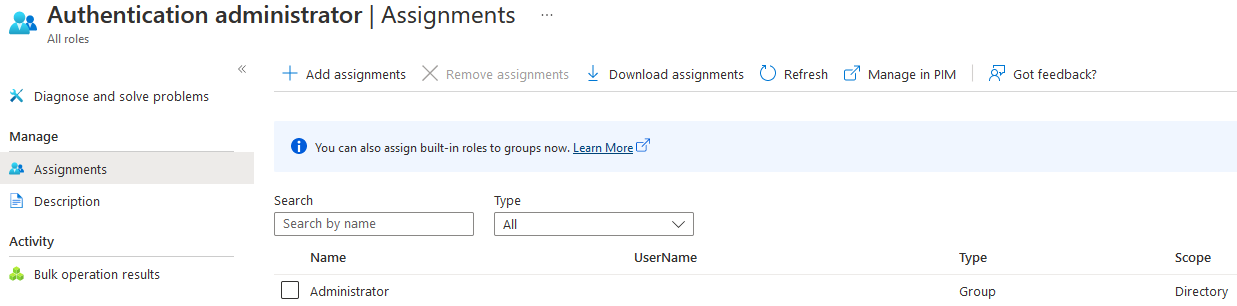 Authentication administrator | Assignments ...
All roles
«
Diagnose and solve problems
Manage
Assignments
Description
Activity
Bulk operation results
Add assignments Remove assignments Download assignments Refresh Manage in PIM Got feedback?
You can also assign built-in roles to groups now. Learn More
Search Type
Search by name All
Name UserName Type Scope
Administrator Group Directory